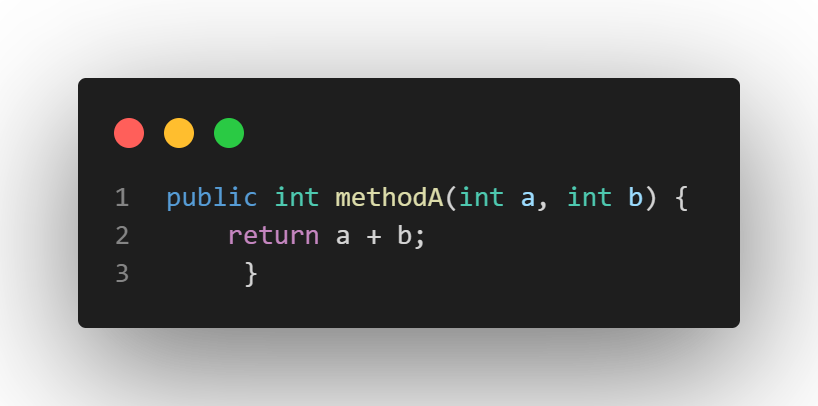 1 public int methodA(int a, int b) {
2     return a + b;
3      }